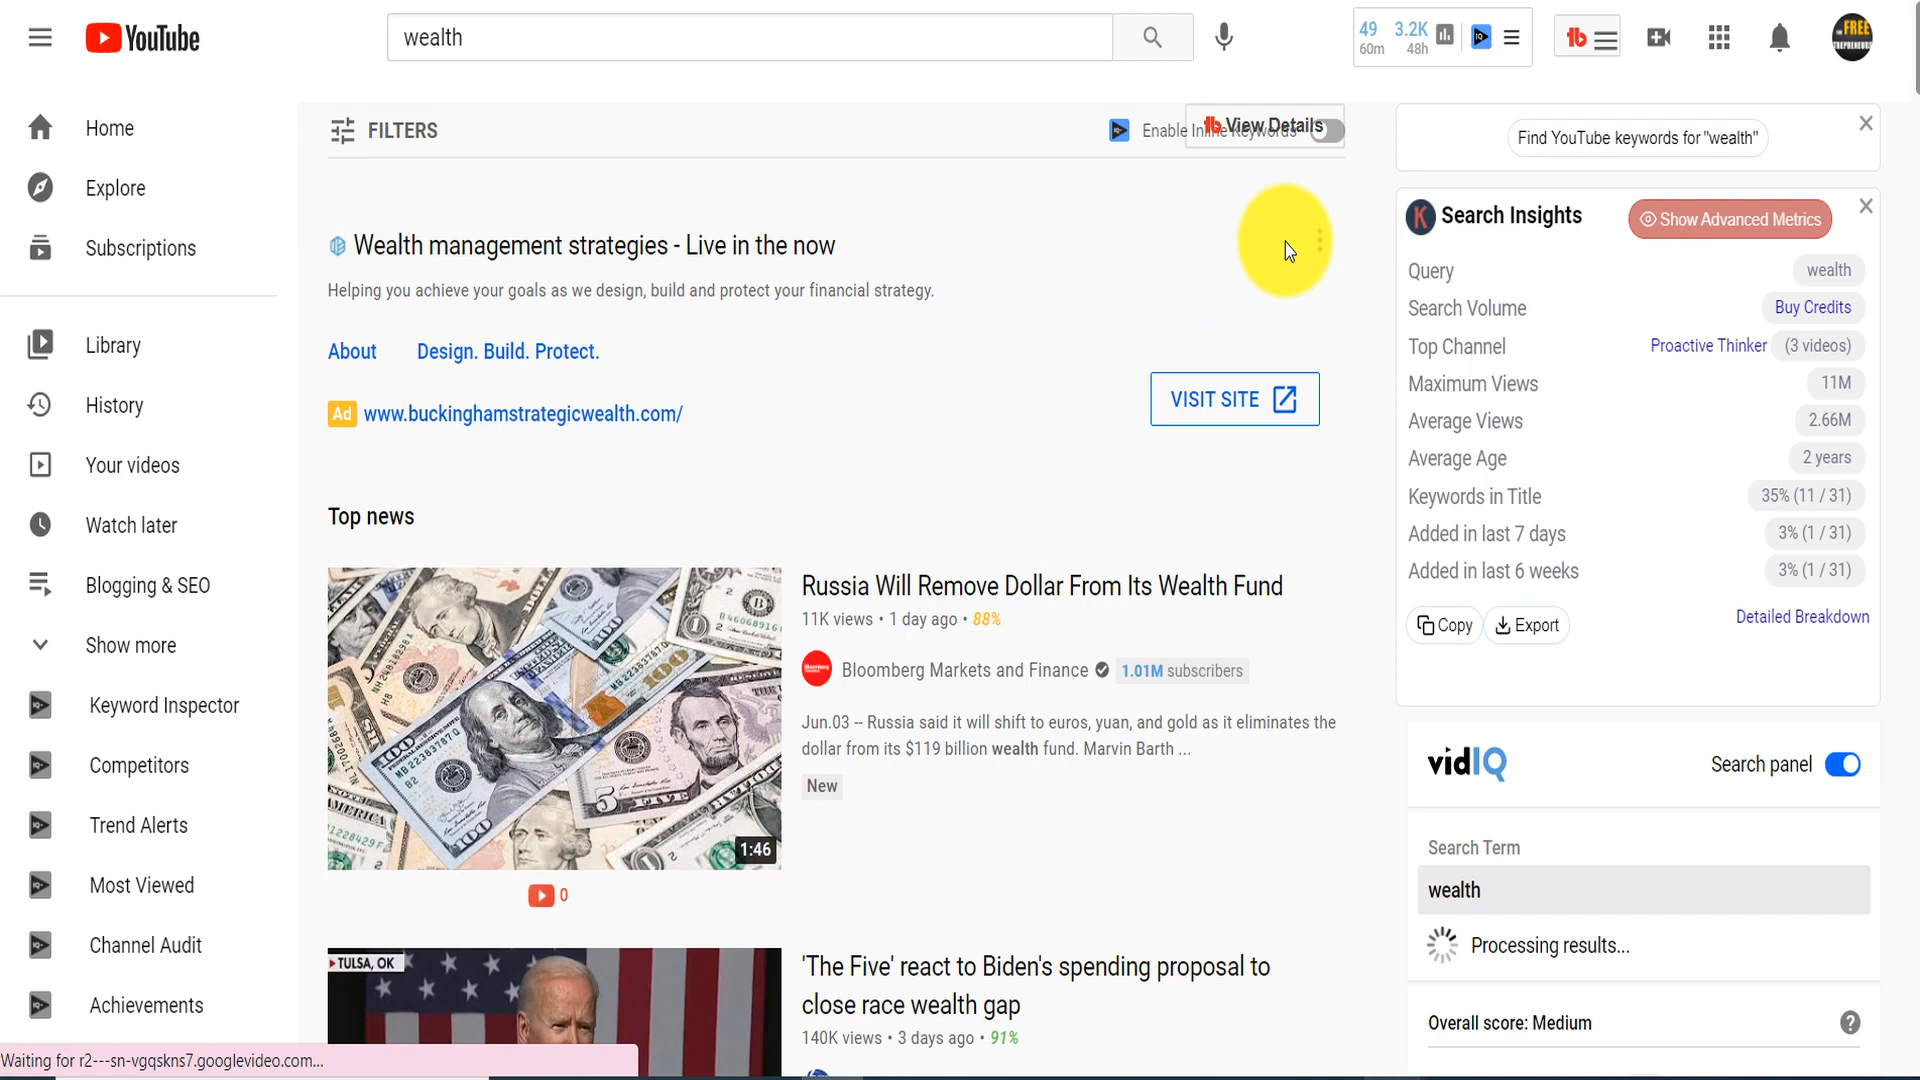 YouTube
wealth
49 3.2K
60m 48h
Home
Explore
Subscriptions
Library
History
Your videos
Watch later
Blogging & SEO
Show more
Keyword Inspector
Competitors
Trend Alerts
Most Viewed
Channel Audit
Achievements
FILTERS
Enable Inline Keywords
View Details
Wealth management strategies - Live in the now
Helping you achieve your goals as we design, build and protect your financial strategy.
About Design. Build. Protect.
Ad www.buckinghamstrategicwealth.com/
VISIT SITE
Top news
1:46
0
Russia Will Remove Dollar From Its Wealth Fund
11K views • 1 day ago • 88%
Bloomberg Markets and Finance 1.01M subscribers
Jun.03 -- Russia said it will shift to euros, yuan, and gold as it eliminates the
dollar from its $119 billion wealth fund. Marvin Barth ...
New
TULSA, OK
'The Five' react to Biden's spending proposal to
close race wealth gap
140K views • 3 days ago • 91%
Find YouTube keywords for "wealth"
K Search Insights Show Advanced Metrics
Query wealth
Search Volume Buy Credits
Top Channel Proactive Thinker (3 videos)
Maximum Views 11M
Average Views 2.66M
Average Age 2 years
Keywords in Title 35% (11 / 31)
Added in last 7 days 3% (1 / 31)
Added in last 6 weeks 3% (1 / 31)
Copy Export Detailed Breakdown
vidIQ Search panel
Search Term
wealth
Processing results...
Overall score: Medium ?
Waiting for r2---sn-vgqskns7.googlevideo.com...